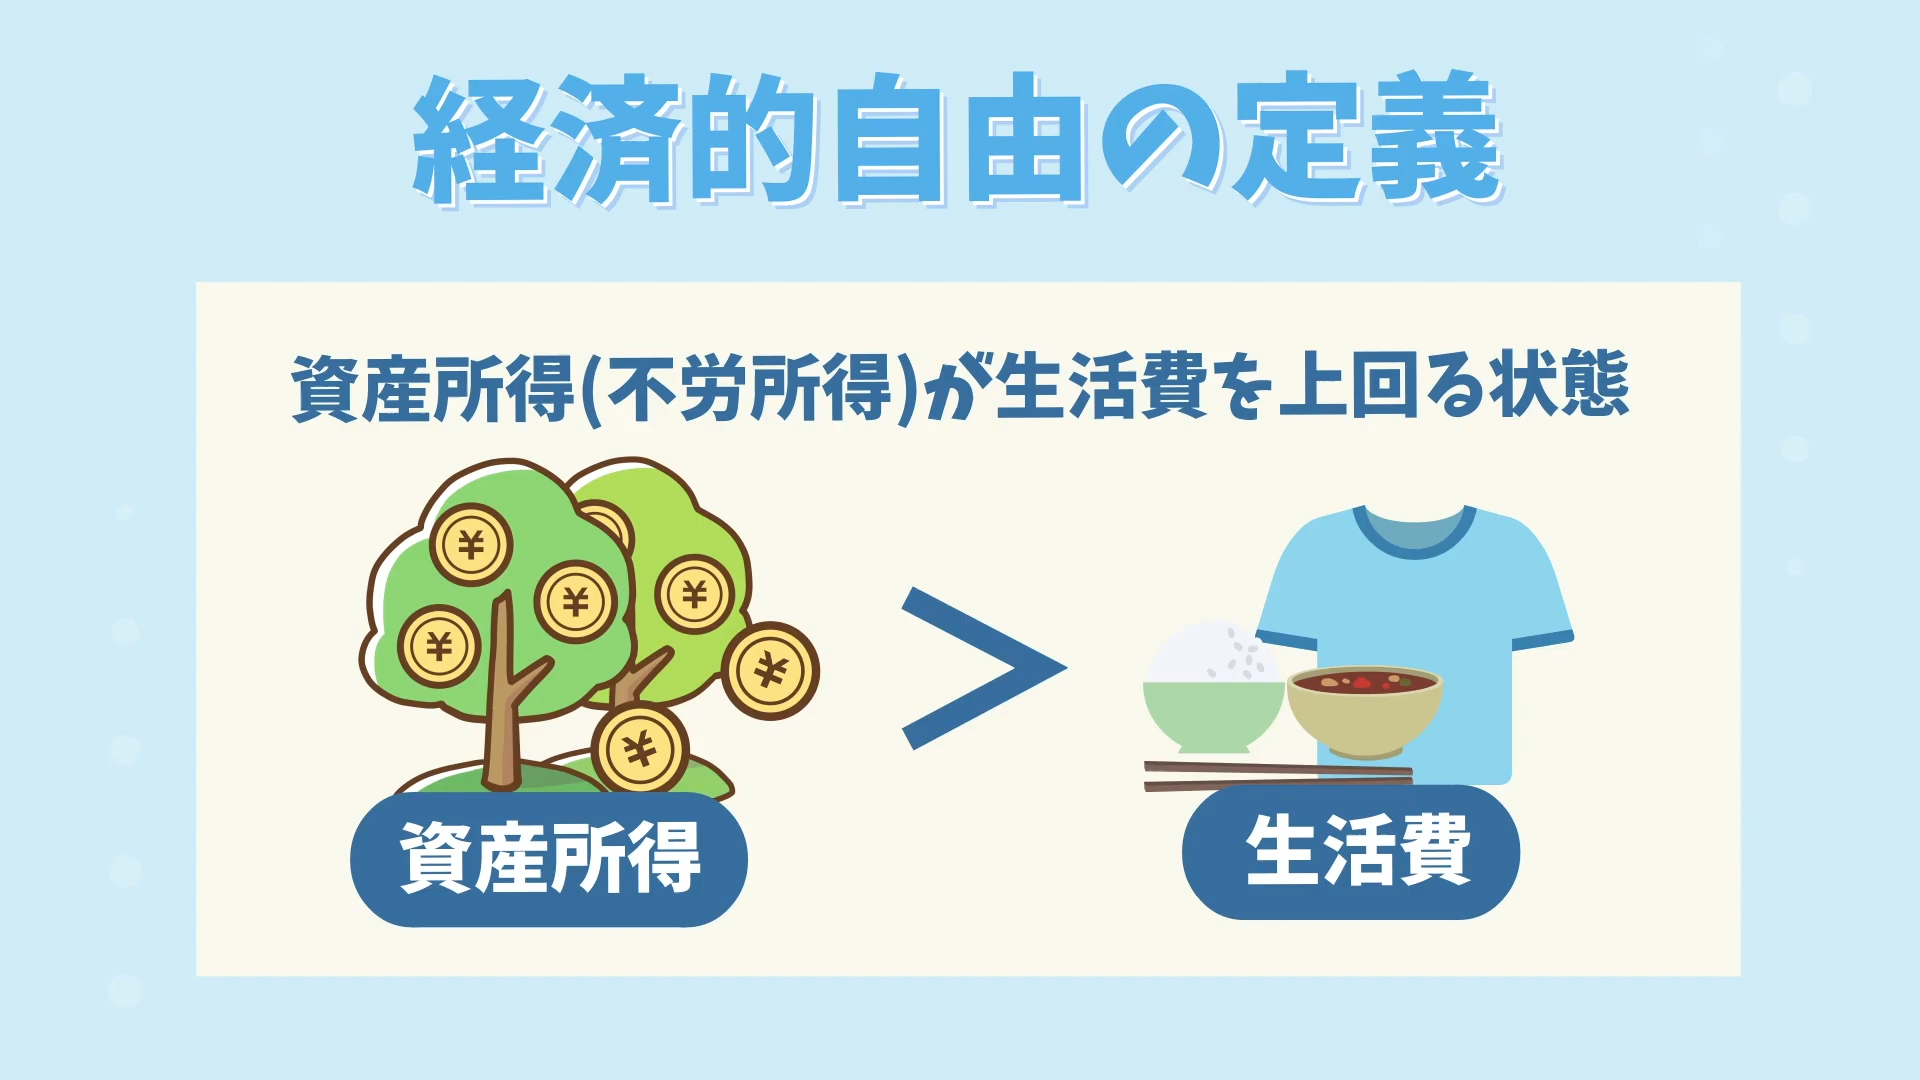 経済的自由の定義
資産所得(不労所得)が生活費を上回る状態
¥
¥
¥
¥
¥
¥
>
資産所得
生活費